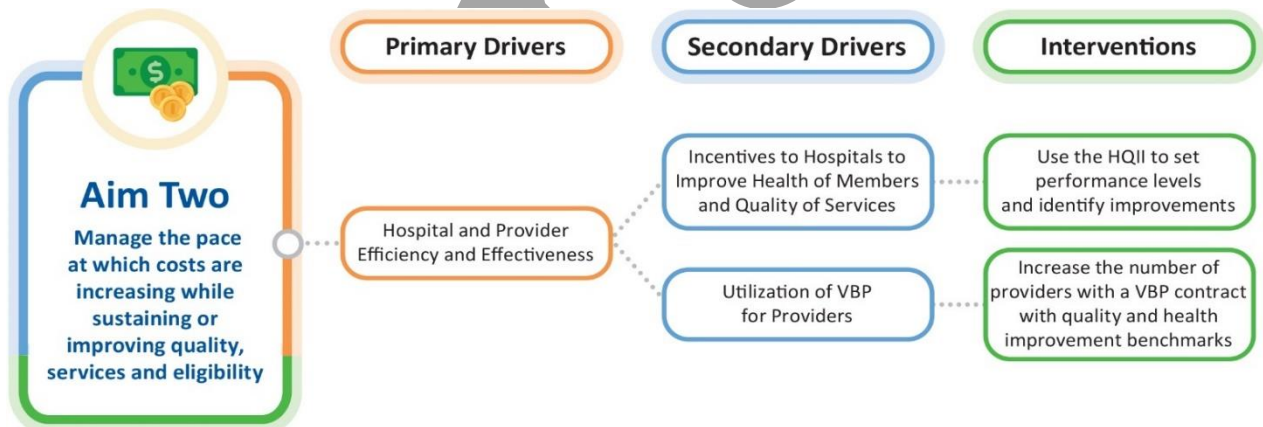 Primary Drivers
Secondary Drivers
Interventions
Aim Two
Manage the pace
at which costs are
increasing while
sustaining or
improving quality,
services and eligibility
Hospital and Provider
Efficiency and Effectiveness
Incentives to Hospitals to
Improve Health of Members
and Quality of Services
Use the HQII to set
performance levels
and identify improvements
Utilization of VBP
for Providers
Increase the number of
providers with a VBP contract
with quality and health
improvement benchmarks